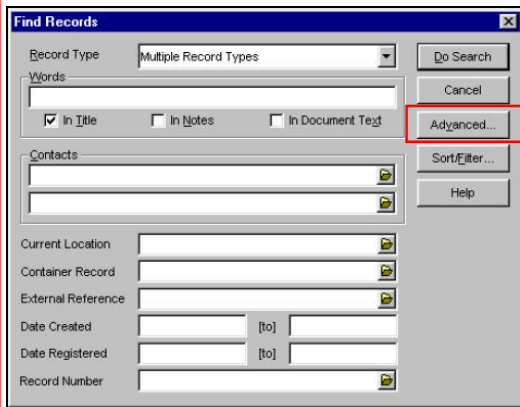 Find Records
Record Type Multiple Record Types Do Search
Words
Cancel
In Title In Notes In Document Text
Advanced...
Contacts
Sort/Filter...
Help
Current Location
Container Record
External Reference
Date Created [to]
Date Registered [to]
Record Number